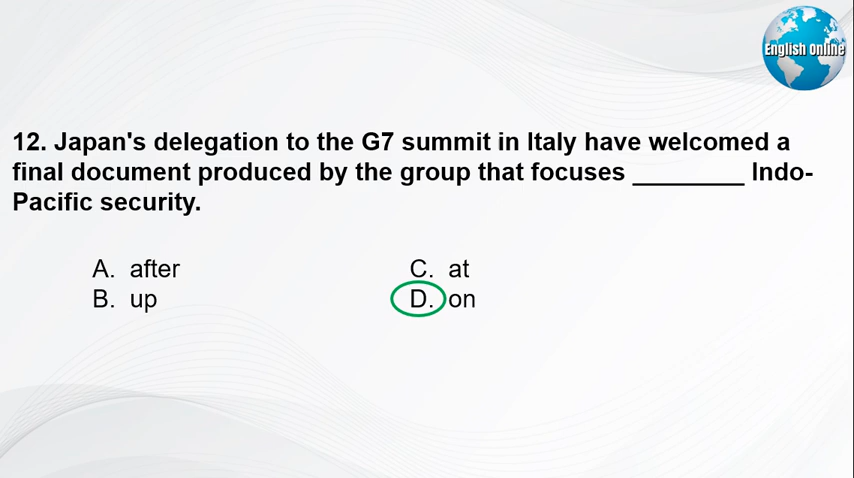 English Online
12. Japan's delegation to the G7 summit in Italy have welcomed a
final document produced by the group that focuses ________ Indo-
Pacific security.
A. after
B. up
C. at
D. on